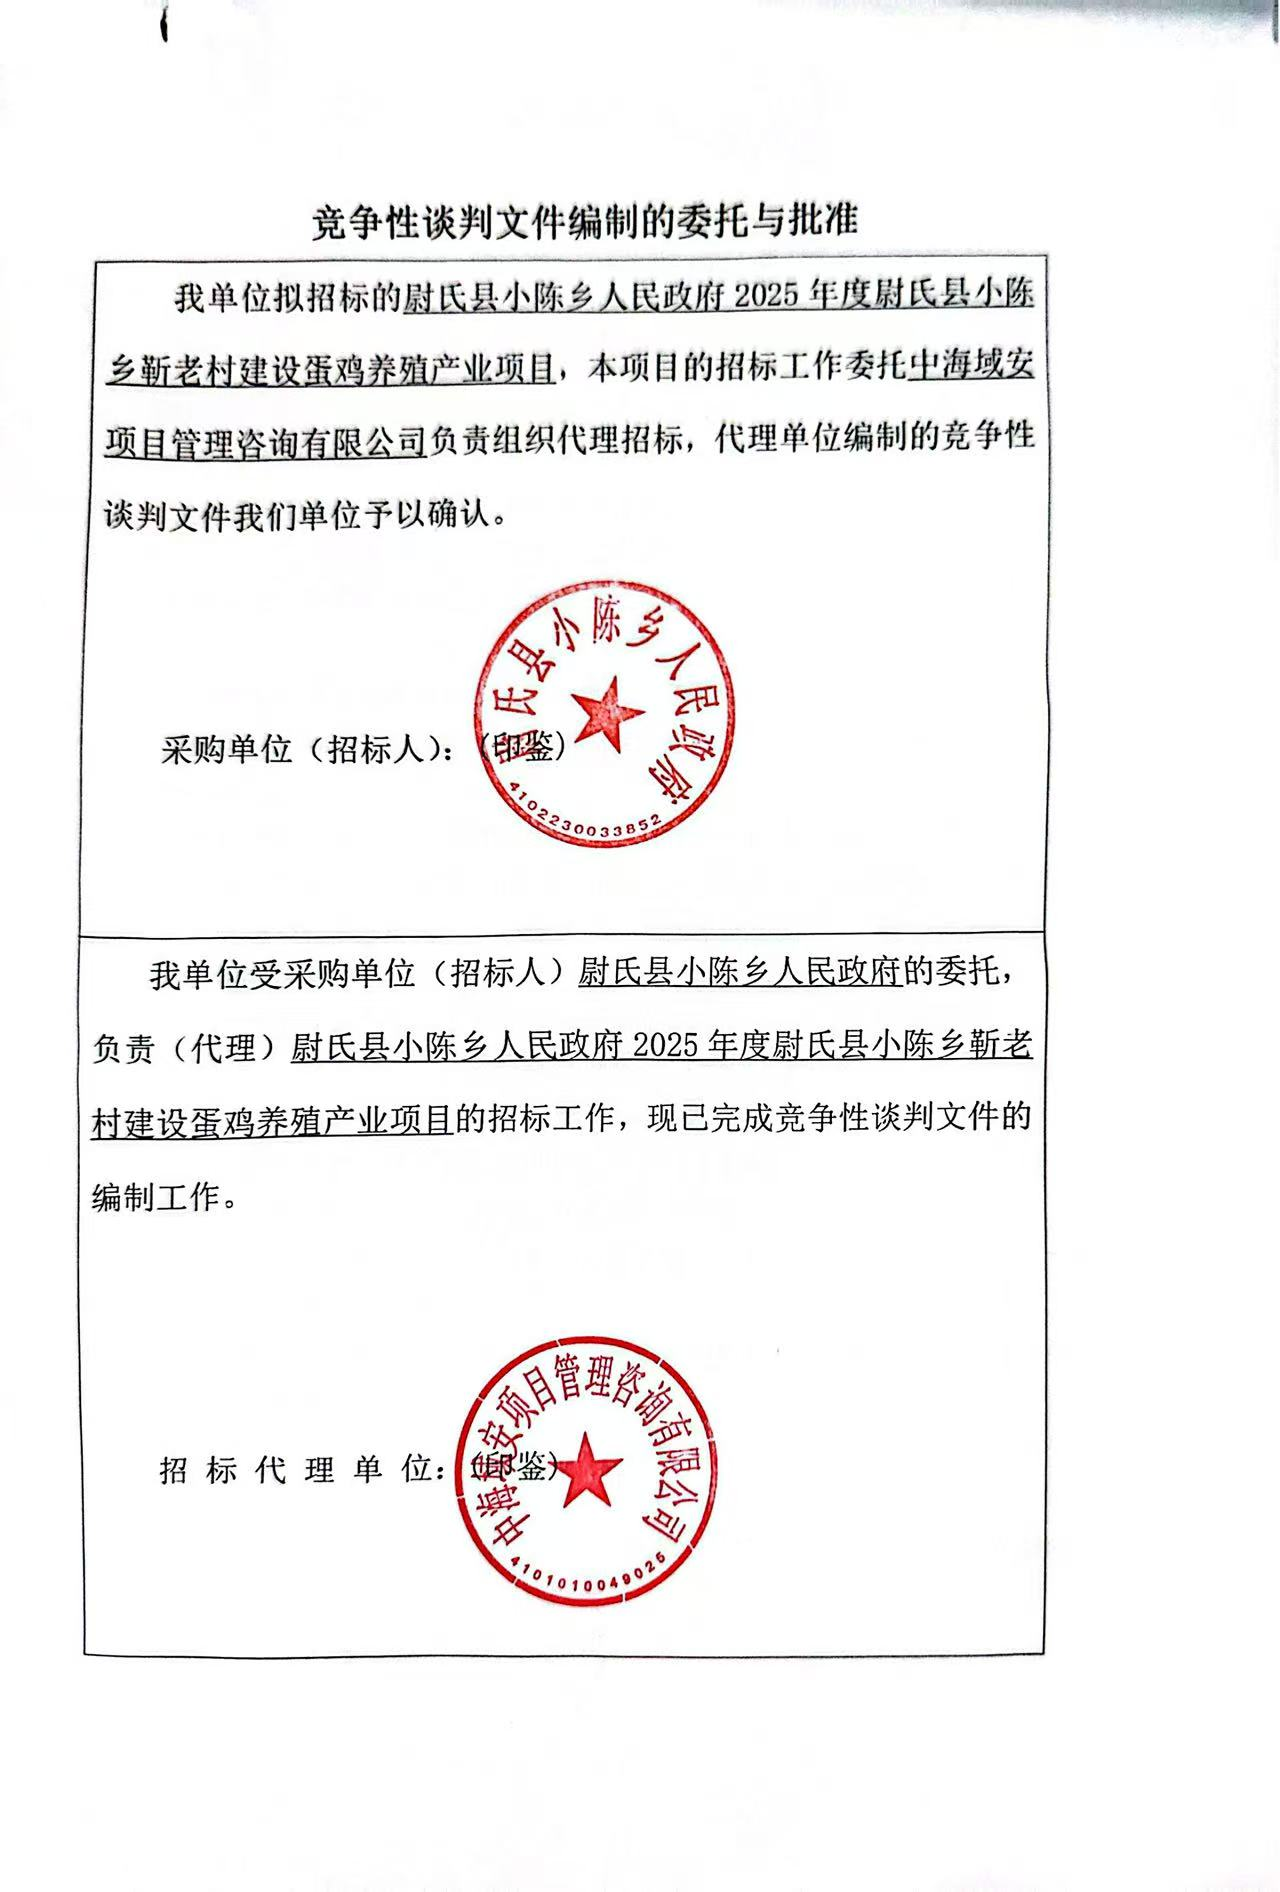 竞争性谈判文件编制的委托与批准
我单位拟招标的尉氏县小陈乡人民政府 2025 年度尉氏县小陈
乡靳老村建设蛋鸡养殖产业项目，本项目的招标工作委托中海域安
项目管理咨询有限公司负责组织代理招标，代理单位编制的竞争性
谈判文件我们单位予以确认。
尉氏县小陈乡人民政府
采购单位（招标人）：(印鉴)
4102230033852
我单位受采购单位（招标人）尉氏县小陈乡人民政府的委托，
负责（代理）尉氏县小陈乡人民政府 2025 年度尉氏县小陈乡靳老
村建设蛋鸡养殖产业项目的招标工作，现已完成竞争性谈判文件的
编制工作。
中海域安项目管理咨询有限公司
招标代理单位：(印鉴)
4101010049025